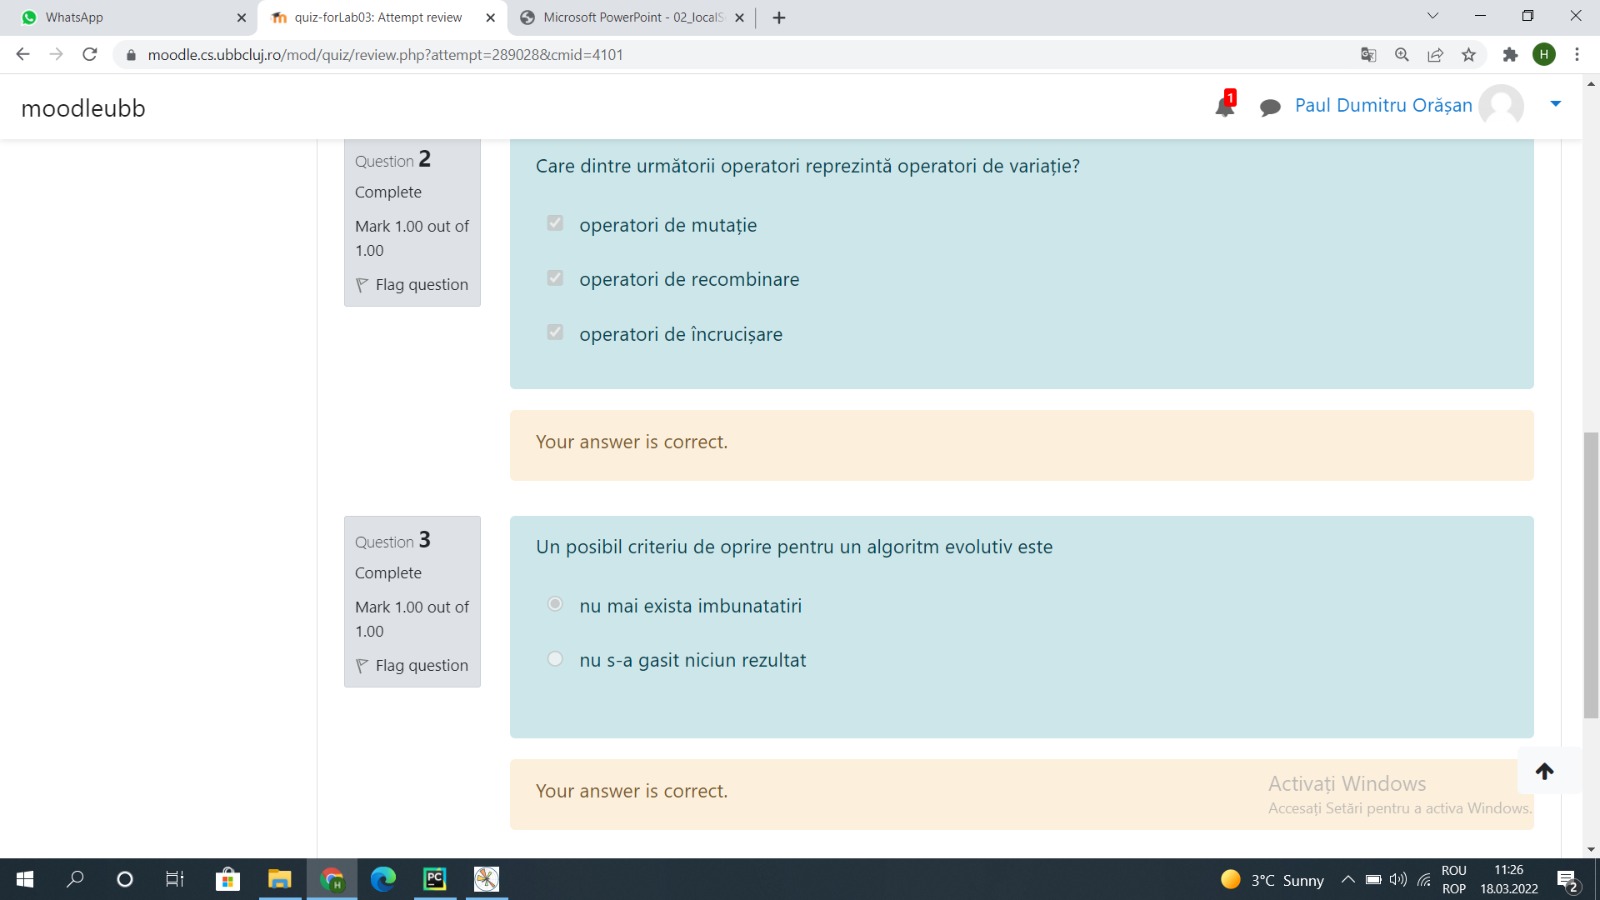 WhatsApp
quiz-forLab03: Attempt review
Microsoft PowerPoint - 02_localS
moodle.cs.ubbcluj.ro/mod/quiz/review.php?attempt=289028&cmid=4101
H
moodleubb
1
Paul Dumitru Orășan
Question 2
Complete
Mark 1.00 out of
1.00
Flag question
Care dintre următorii operatori reprezintă operatori de variație?
operatori de mutație
operatori de recombinare
operatori de încrucișare
Your answer is correct.
Question 3
Complete
Mark 1.00 out of
1.00
Flag question
Un posibil criteriu de oprire pentru un algoritm evolutiv este
nu mai exista imbunatatiri
nu s-a gasit niciun rezultat
Your answer is correct.
Activați Windows
Accesați Setări pentru a activa Windows.
H
PC
3°C Sunny
ROU
ROP
11:26
18.03.2022
2